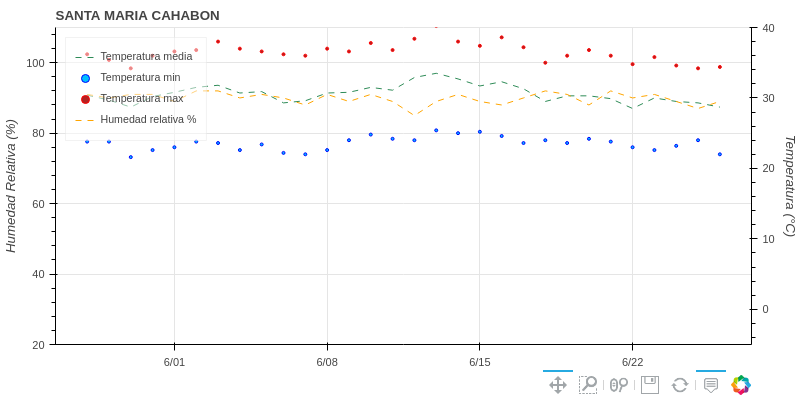 SANTA MARIA CAHABON
Temperatura media
Temperatura min
Temperatura max
Humedad relativa %
Humedad Relativa (%)
100
80
60
40
20
Temperatura (°C)
40
30
20
10
0
6/01
6/08
6/15
6/22